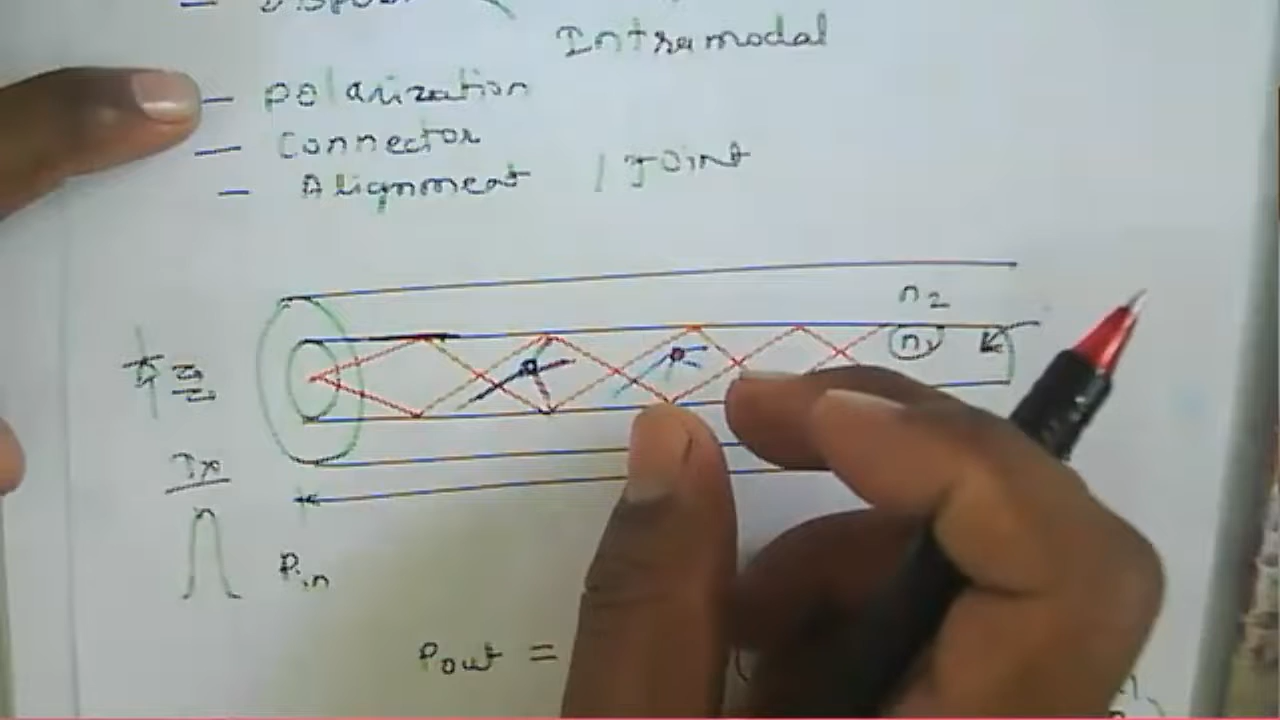 Intramodal
— Polarization
— Connector
— Alignment / Joint
n2
n1
Tx
Pin
Pout =